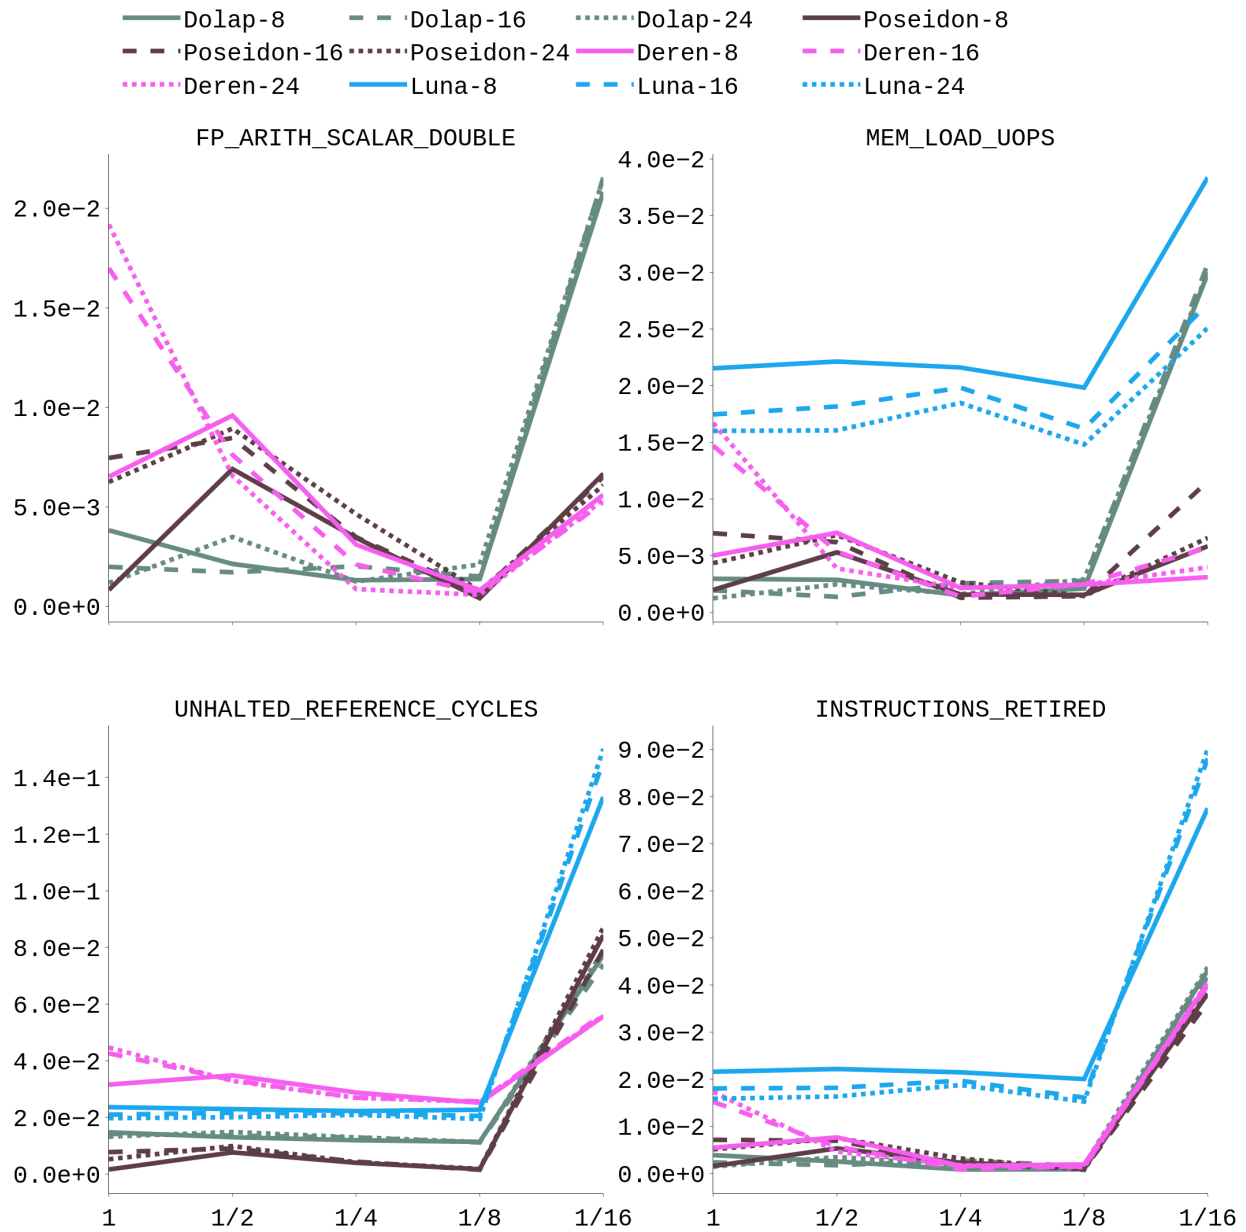 Dolap-8 Dolap-16 Dolap-24 Poseidon-8
Poseidon-16 Poseidon-24 Deren-8 Deren-16
Deren-24 Luna-8 Luna-16 Luna-24
FP_ARITH_SCALAR_DOUBLE
2.0e−2
1.5e−2
1.0e−2
5.0e−3
0.0e+0
MEM_LOAD_UOPS
4.0e−2
3.5e−2
3.0e−2
2.5e−2
2.0e−2
1.5e−2
1.0e−2
5.0e−3
0.0e+0
UNHALTED_REFERENCE_CYCLES
1.4e−1
1.2e−1
1.0e−1
8.0e−2
6.0e−2
4.0e−2
2.0e−2
0.0e+0
1 1/2 1/4 1/8 1/16
INSTRUCTIONS_RETIRED
9.0e−2
8.0e−2
7.0e−2
6.0e−2
5.0e−2
4.0e−2
3.0e−2
2.0e−2
1.0e−2
0.0e+0
1 1/2 1/4 1/8 1/16